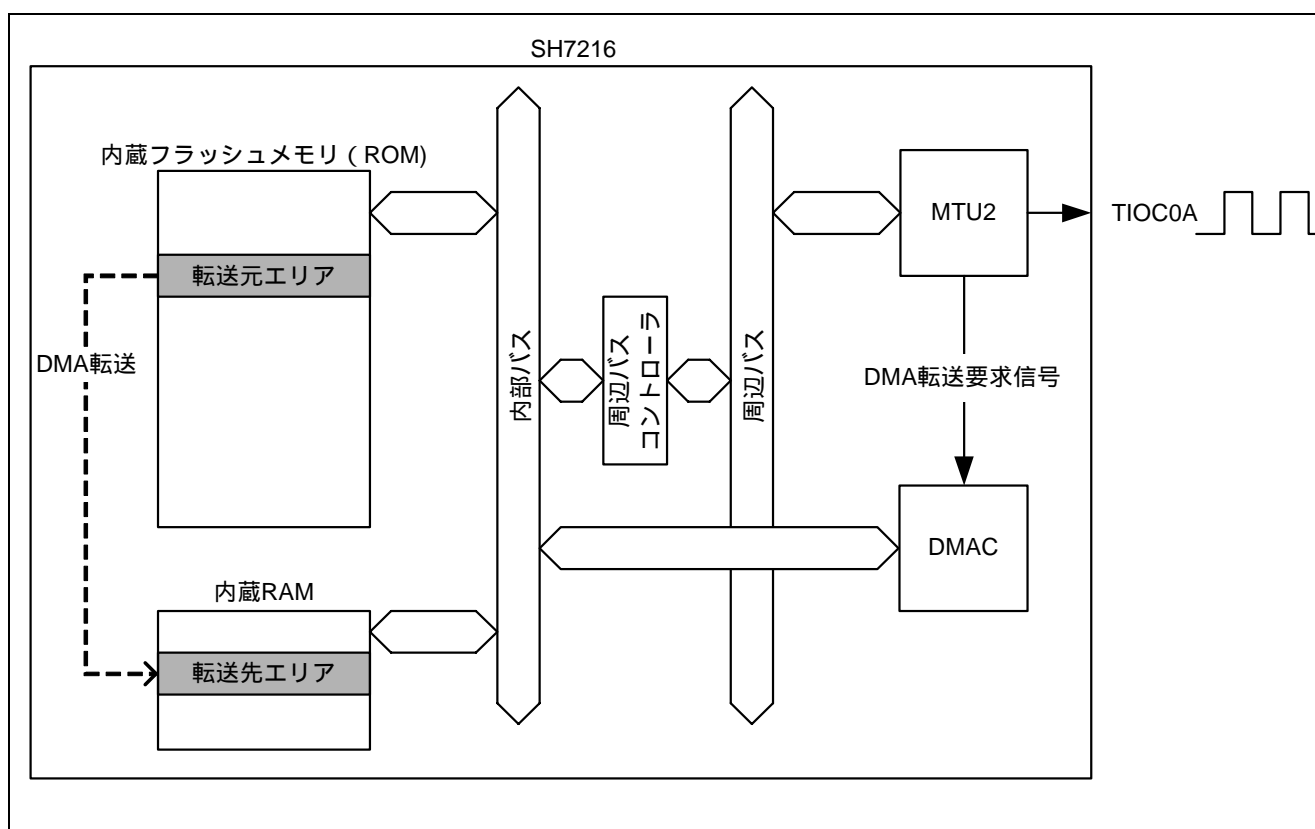 SH7216
内蔵フラッシュメモリ(ROM)
転送元エリア
DMA転送
内蔵RAM
転送先エリア
内部バス
周辺バス
コントローラ
周辺バス
MTU2
TIOC0A
DMA転送要求信号
DMAC